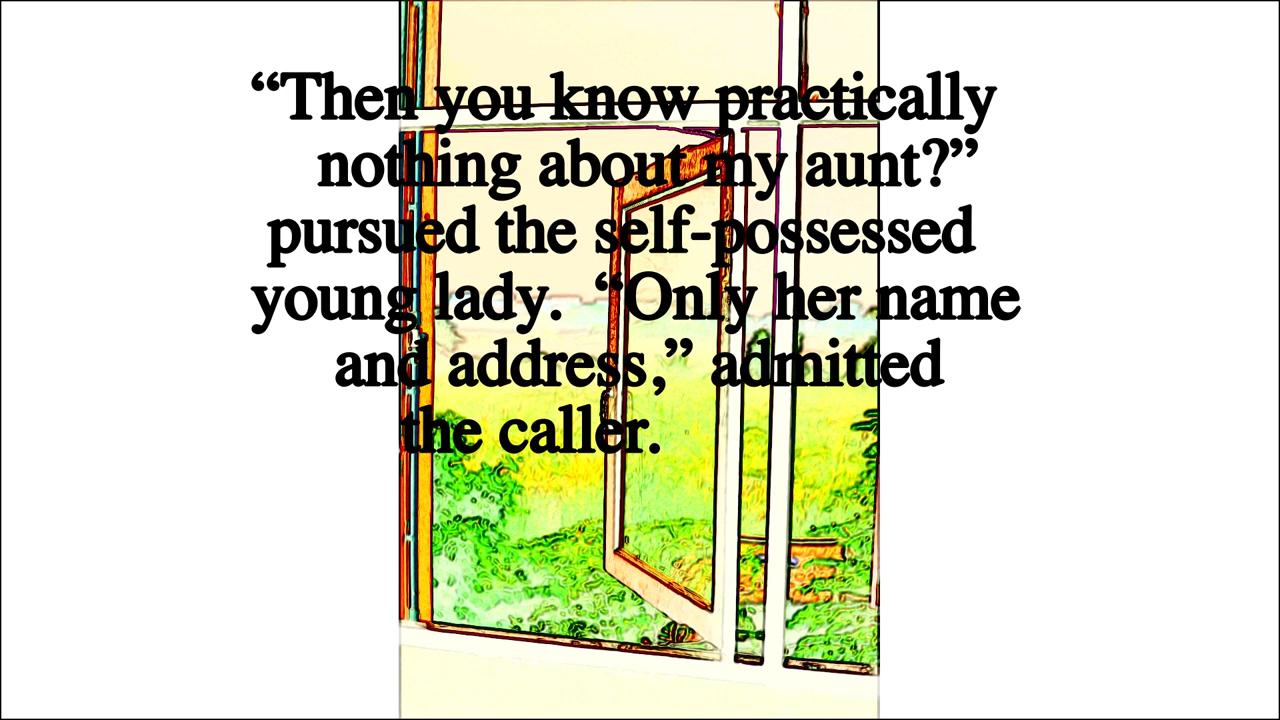 “Then you know practically
nothing about my aunt?”
pursued the self-possessed
young lady.  “Only her name
and address,” admitted
the caller.